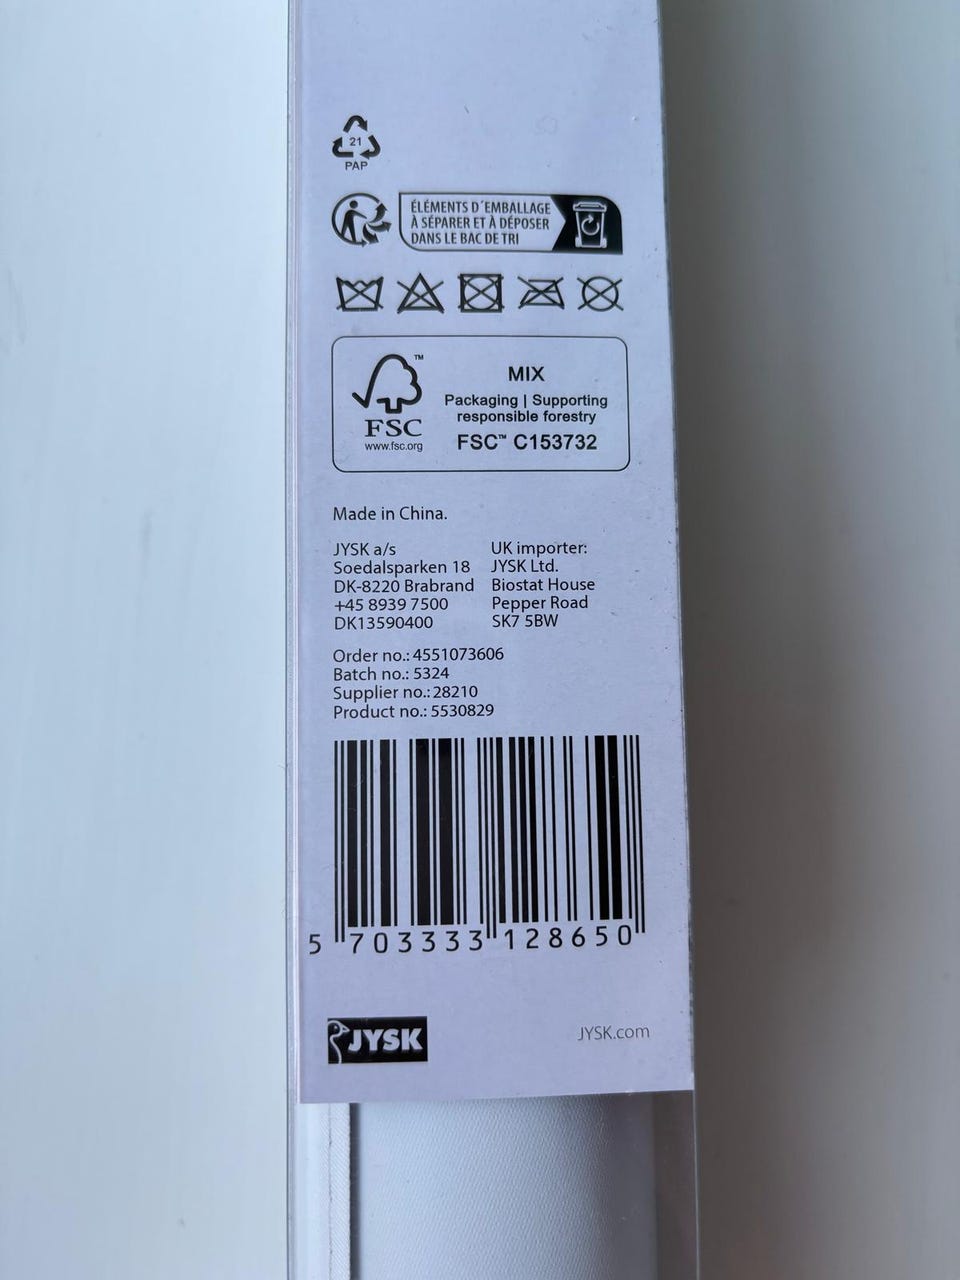 21
PAP
ÉLÉMENTS D´EMBALLAGE
À SÉPARER ET À DÉPOSER
DANS LE BAC DE TRI
FSC
www.fsc.org
MIX
Packaging | Supporting
responsible forestry
FSC™ C153732
Made in China.
JYSK a/s
Soedalsparken 18
DK-8220 Brabrand
+45 8939 7500
DK13590400
UK importer:
JYSK Ltd.
Biostat House
Pepper Road
SK7 5BW
Order no.: 4551073606
Batch no.: 5324
Supplier no.: 28210
Product no.: 5530829
5 703333 128650
JYSK
JYSK.com